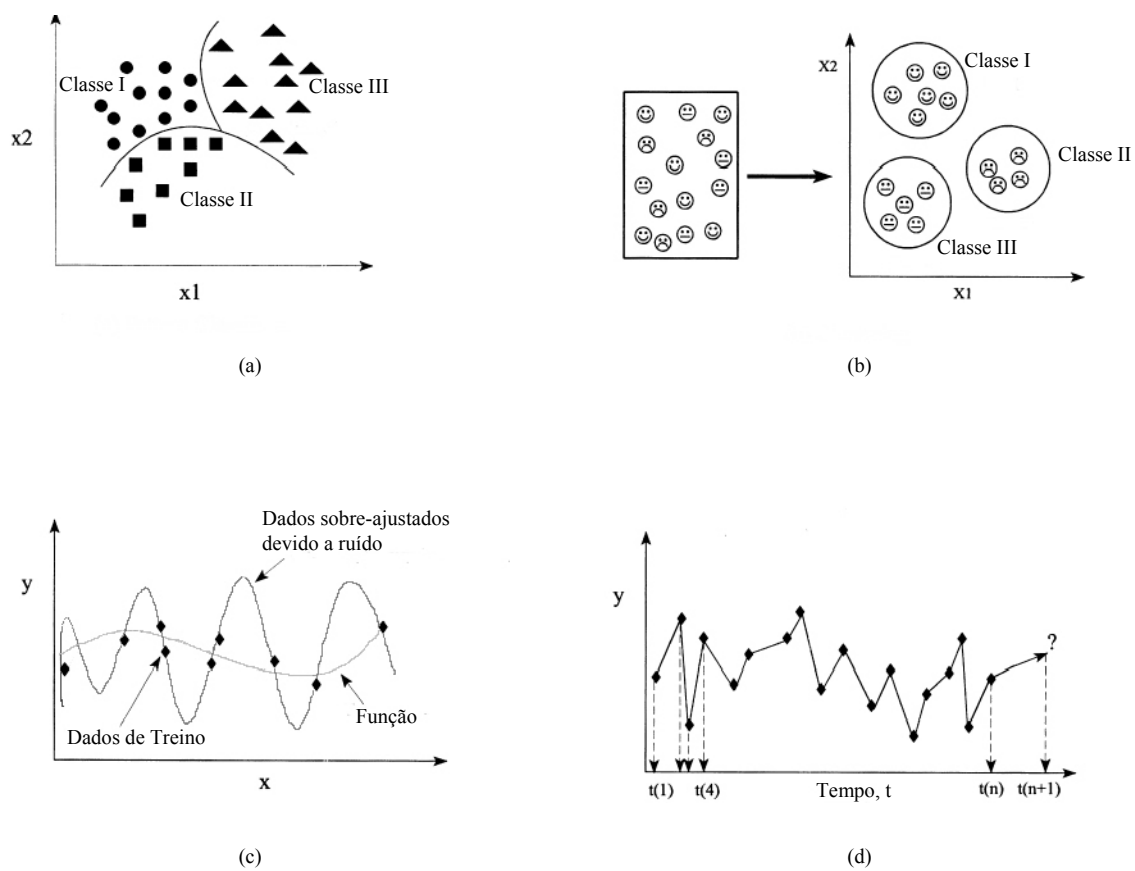 Classe I
Classe III
x2
Classe II
x1
(a)
x2
Classe I
Classe II
Classe III
x1
(b)
Dados sobre-ajustados
devido a ruído
y
Função
Dados de Treino
x
(c)
y
?
t(1)
t(4)
Tempo, t
t(n)
t(n+1)
(d)